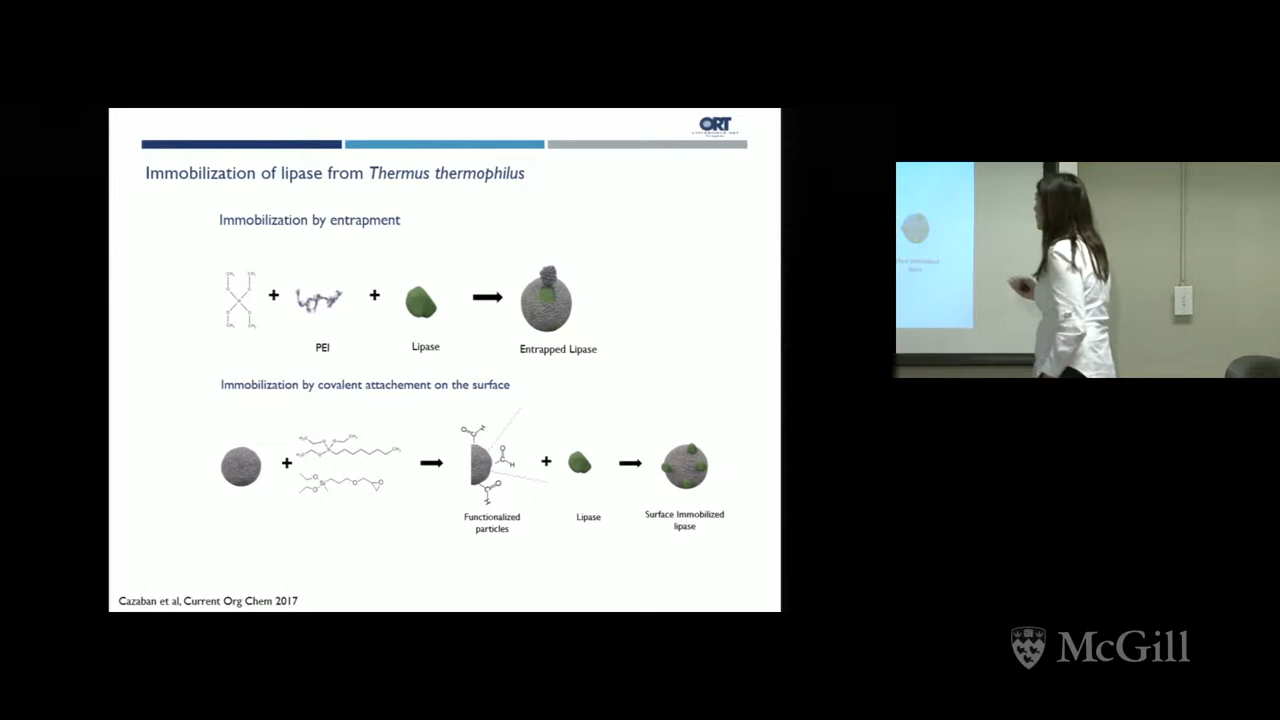 ORT
Immobilization of lipase from Thermus thermophilus
Immobilization by entrapment
+
+
PEI
Lipase
Entrapped Lipase
Immobilization by covalent attachement on the surface
+
+
Functionalized
particles
Lipase
Surface Immobilized
lipase
Cazaban et al, Current Org Chem 2017
McGill